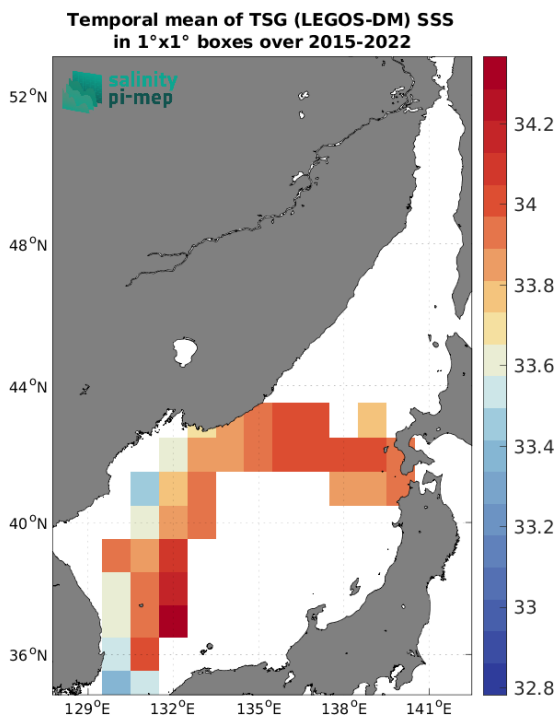 Temporal mean of TSG (LEGOS-DM) SSS
in 1°x1° boxes over 2015-2022
salinity
pi-mep
52°N
48°N
44°N
40°N
36°N
129°E
132°E
135°E
138°E
141°E
34.2
34
33.8
33.6
33.4
33.2
33
32.8